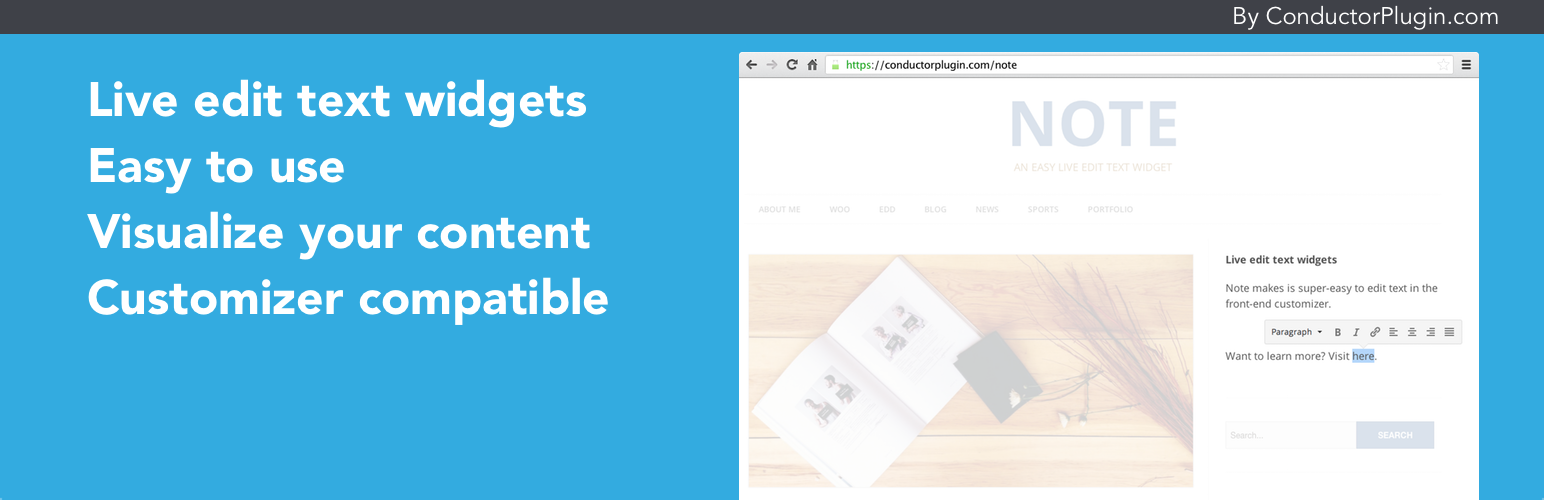 By ConductorPlugin.com
Live edit text widgets
Easy to use
Visualize your content
Customizer compatible
https://conductorplugin.com/note
NOTE
AN EASY LIVE EDIT TEXT WIDGET
ABOUT ME WOO EDD BLOG NEWS SPORTS PORTFOLIO
Live edit text widgets
Note makes is super-easy to edit text in the
front-end customizer.
Paragraph B I
Want to learn more? Visit here.
Search... SEARCH